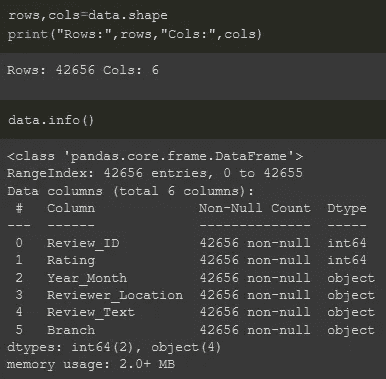 rows,cols=data.shape
print("Rows:",rows,"Cols:",cols)
Rows: 42656 Cols: 6
data.info()
<class 'pandas.core.frame.DataFrame'>
RangeIndex: 42656 entries, 0 to 42655
Data columns (total 6 columns):
 #   Column             Non-Null Count  Dtype
---  ------             --------------  -----
 0   Review_ID          42656 non-null  int64
 1   Rating             42656 non-null  int64
 2   Year_Month         42656 non-null  object
 3   Reviewer_Location  42656 non-null  object
 4   Review_Text        42656 non-null  object
 5   Branch             42656 non-null  object
dtypes: int64(2), object(4)
memory usage: 2.0+ MB